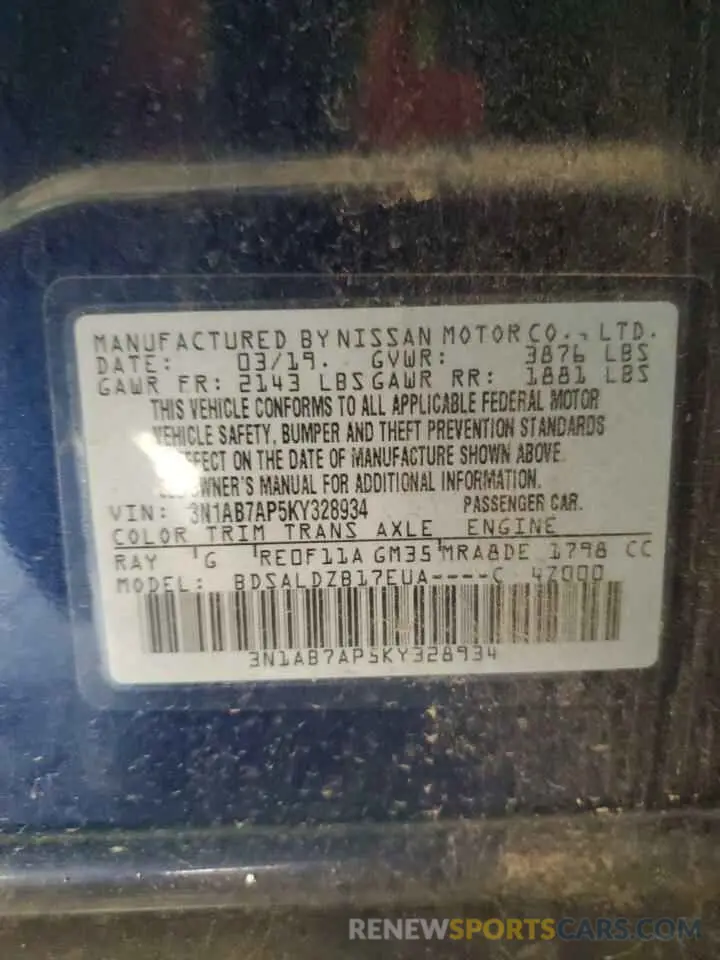 MANUFACTURED BY NISSAN MOTOR CO., LTD.
DATE: 03/19. GVWR: 3876 LBS
GAWR FR: 2143 LBS GAWR RR: 1881 LBS
THIS VEHICLE CONFORMS TO ALL APPLICABLE FEDERAL MOTOR
VEHICLE SAFETY, BUMPER AND THEFT PREVENTION STANDARDS
EFFECT ON THE DATE OF MANUFACTURE SHOWN ABOVE.
OWNER'S MANUAL FOR ADDITIONAL INFORMATION.
VIN: 3N1AB7AP5KY328934 PASSENGER CAR.
COLOR TRIM TRANS AXLE ENGINE
RAY G RE0F11A GM35 MRA8DE 1798 CC
MODEL: BDSALDZB17EUA----C 4Z000
3N1AB7AP5KY328934
RENEWSPORTSCARS.COM